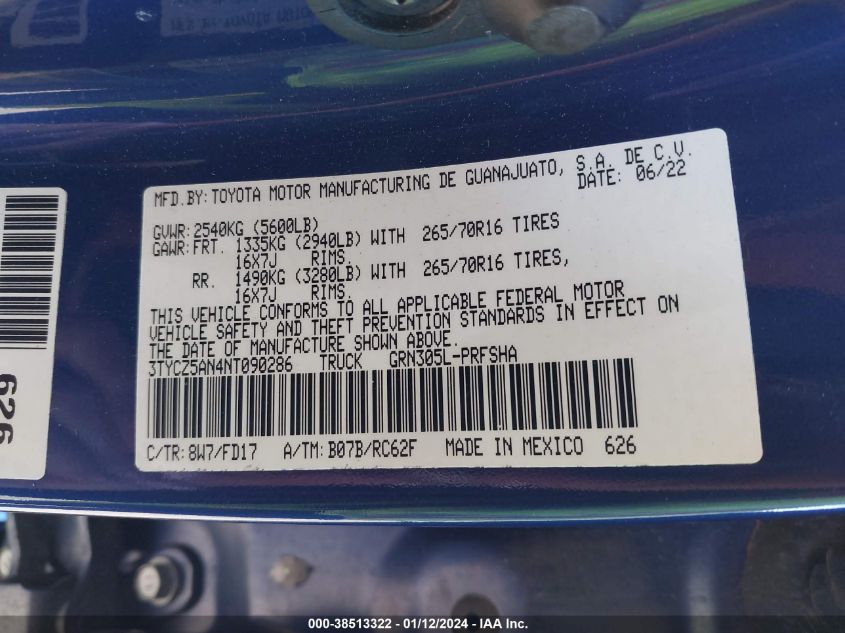 MFD.BY:TOYOTA MOTOR MANUFACTURING DE GUANAJUATO, S.A. DE C.V.
DATE: 06/22
GVWR:2540KG (5600LB)
GAWR:FRT. 1335KG (2940LB) WITH 265/70R16 TIRES
16X7J RIMS,
RR. 1490KG (3280LB) WITH 265/70R16 TIRES,
16X7J RIMS,
THIS VEHICLE CONFORMS TO ALL APPLICABLE FEDERAL MOTOR
VEHICLE SAFETY AND THEFT PREVENTION STANDARDS IN EFFECT ON
THE DATE OF MANUFACTURE SHOWN ABOVE.
3TYCZ5AN4NT090286 TRUCK GRN305L-PRFSHA
C/TR:8W7/FD17 A/TM:B07B/RC62F MADE IN MEXICO 626
626
000-38513322 - 01/12/2024 - IAA Inc.